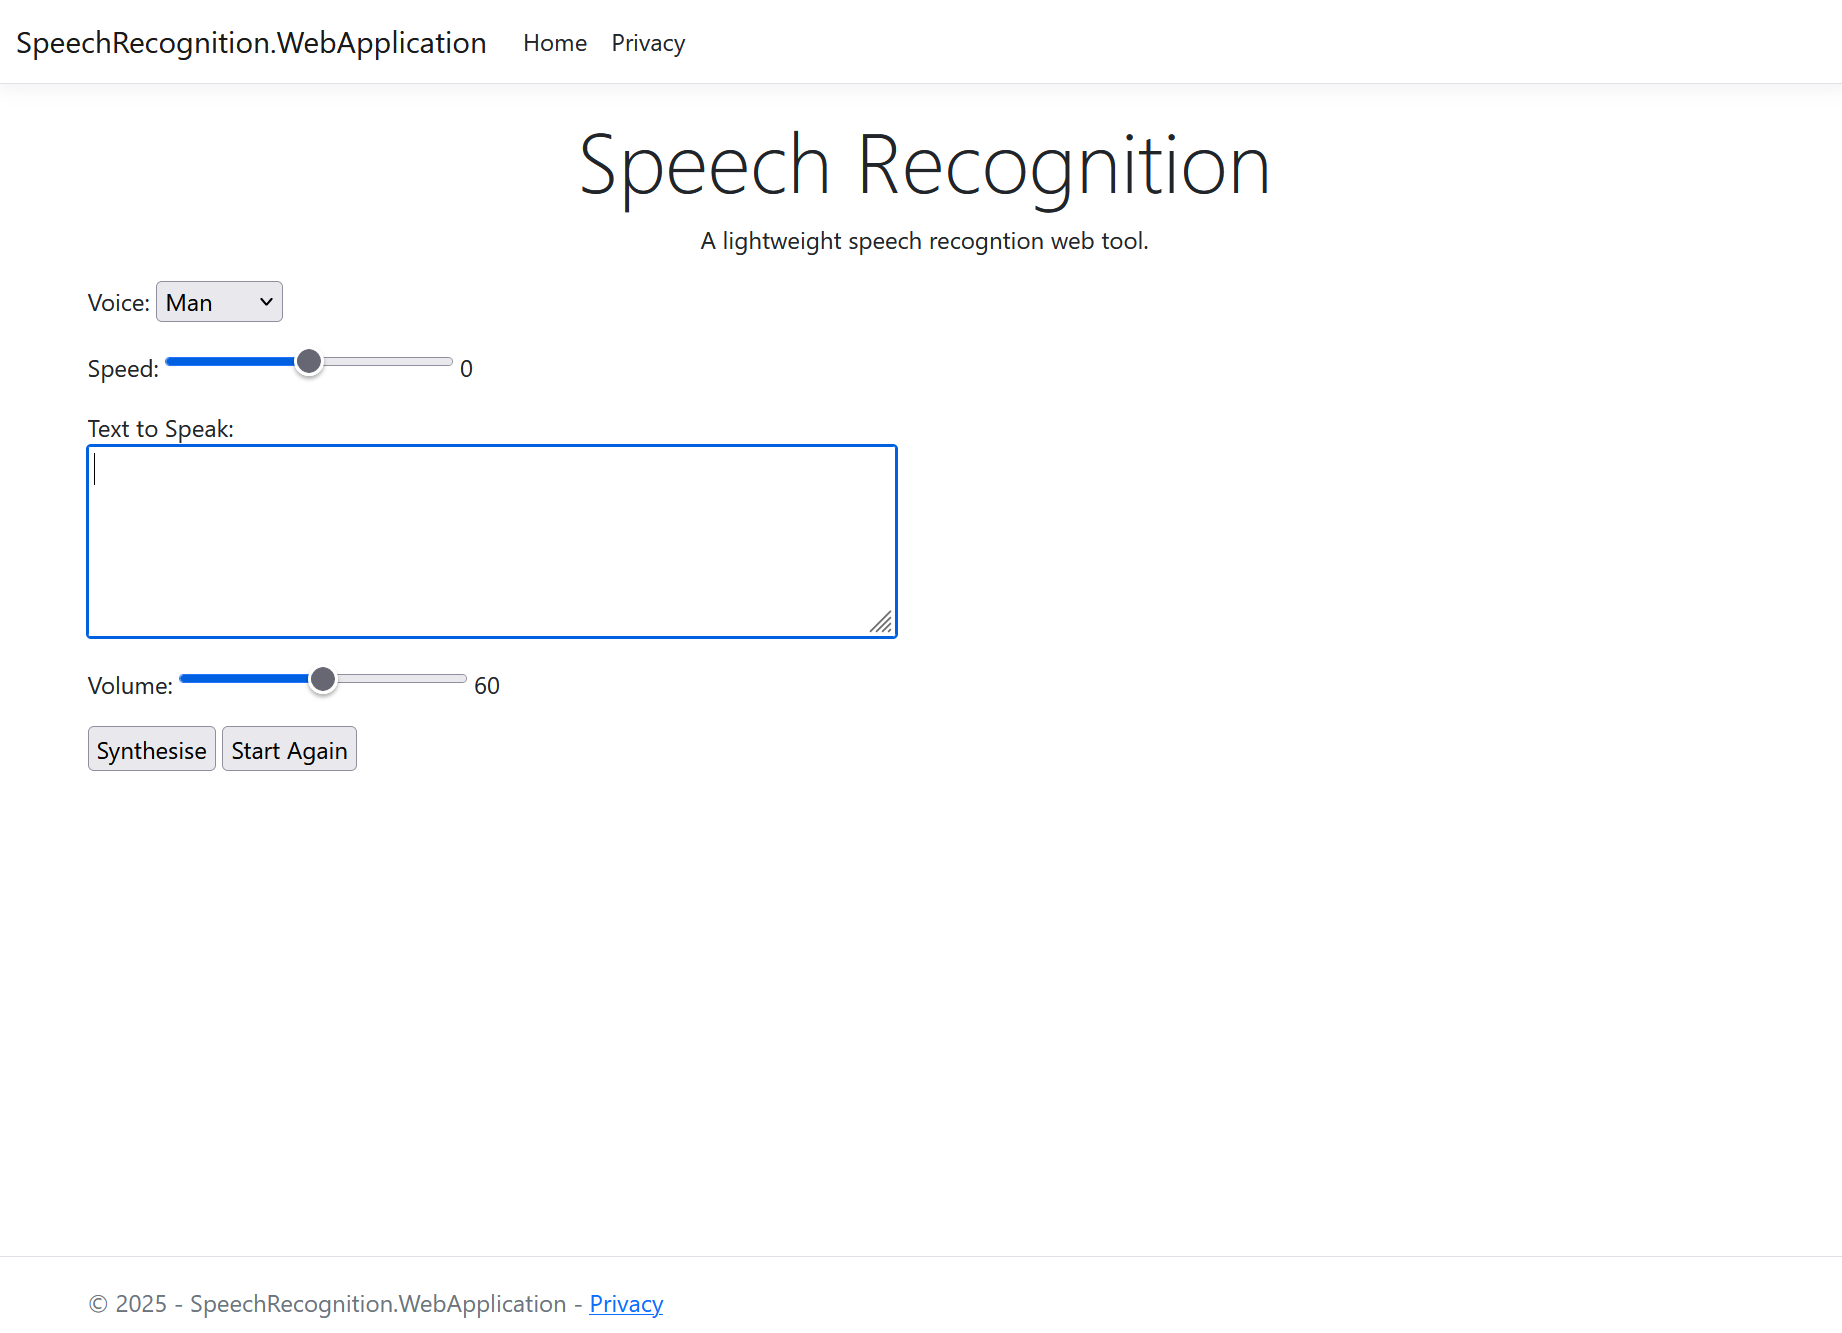 SpeechRecognition.WebApplication Home Privacy
Speech Recognition
A lightweight speech recogntion web tool.
Voice: Man
Speed: 0
Text to Speak:
Volume: 60
Synthesise Start Again
© 2025 - SpeechRecognition.WebApplication - Privacy